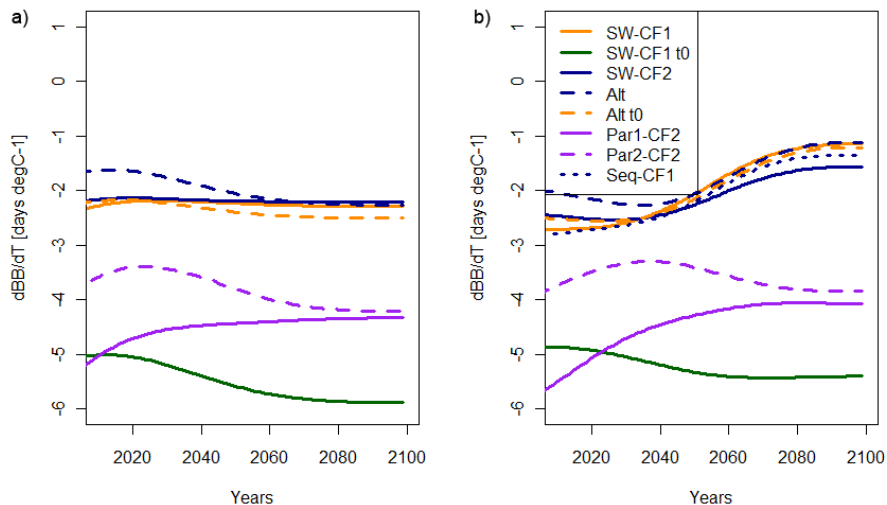 a)
1
0
-1
-2
-3
-4
-5
-6
dBB/dT [days degC-1]
2020 2040 2060 2080 2100
Years
b)
1
0
-1
-2
-3
-4
-5
-6
dBB/dT [days degC-1]
SW-CF1
SW-CF1 t0
SW-CF2
Alt
Alt t0
Par1-CF2
Par2-CF2
Seq-CF1
2020 2040 2060 2080 2100
Years